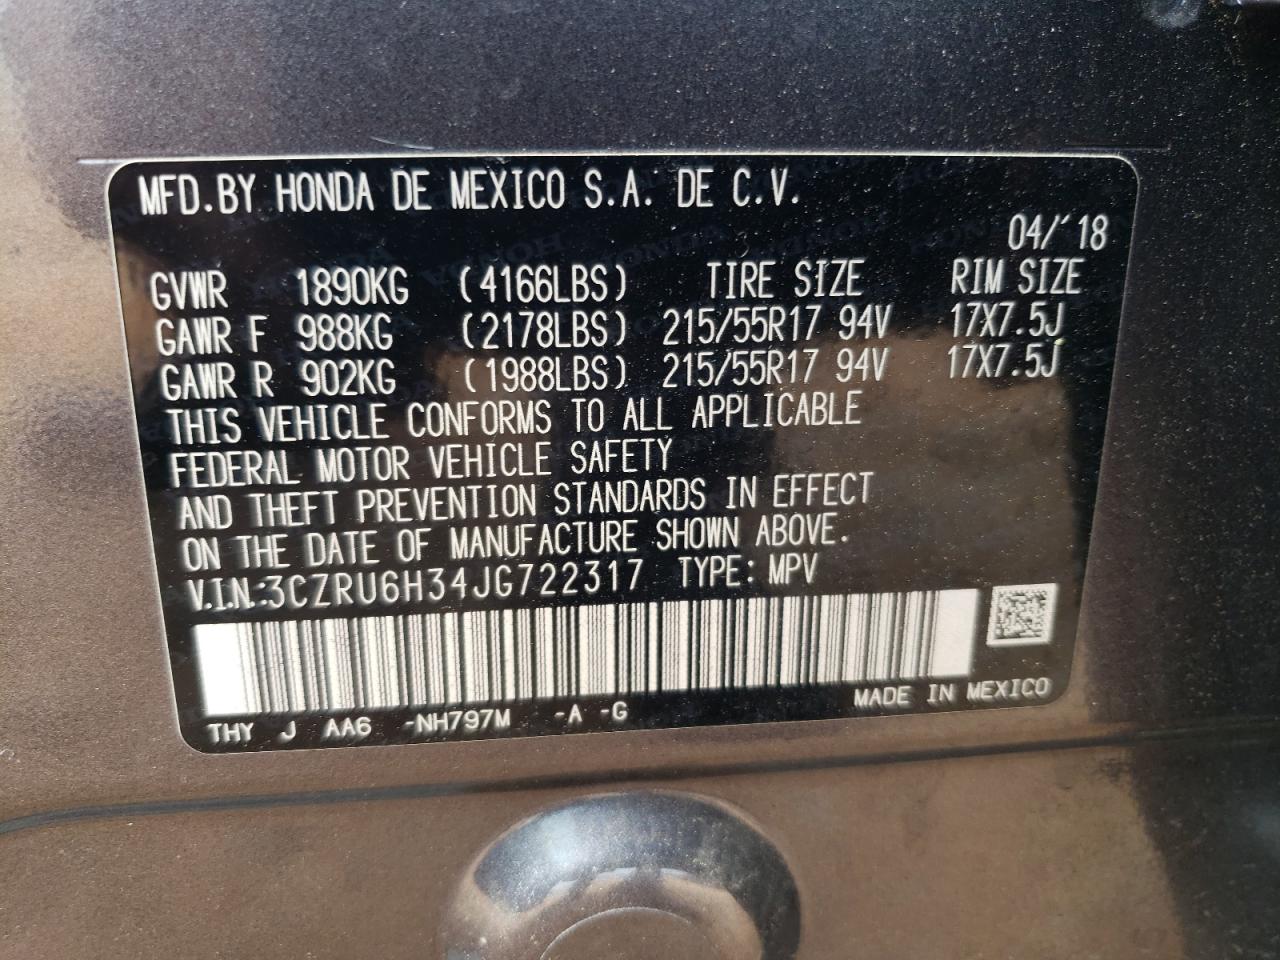 MFD.BY HONDA DE MEXICO S.A. DE C.V.
04/'18
GVWR 1890KG (4166LBS) TIRE SIZE RIM SIZE
GAWR F 988KG (2178LBS) 215/55R17 94V 17X7.5J
GAWR R 902KG (1988LBS) 215/55R17 94V 17X7.5J
THIS VEHICLE CONFORMS TO ALL APPLICABLE
FEDERAL MOTOR VEHICLE SAFETY
AND THEFT PREVENTION STANDARDS IN EFFECT
ON THE DATE OF MANUFACTURE SHOWN ABOVE.
V.I.N.:3CZRU6H34JG722317 TYPE: MPV
THY J AA6 -NH797M -A -G MADE IN MEXICO